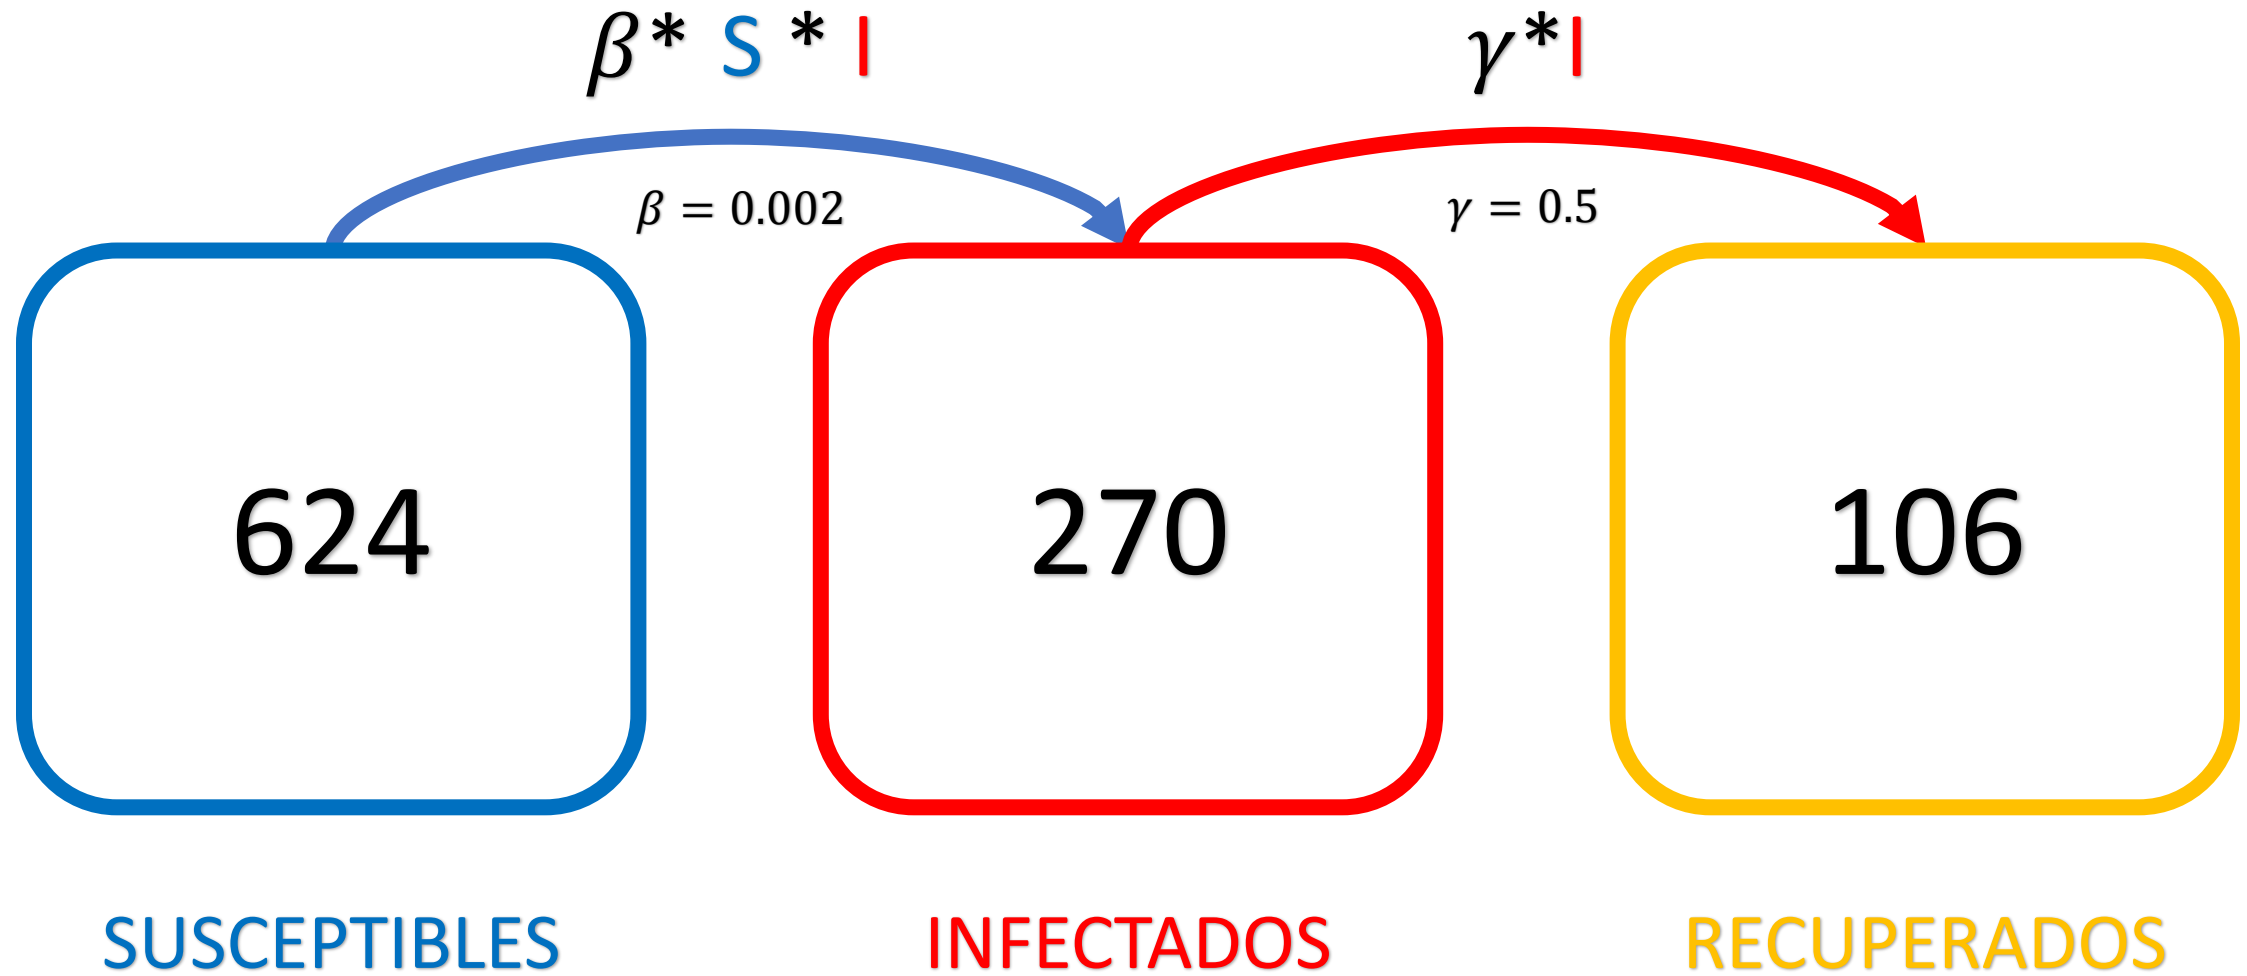 β* S * I
γ*I
β = 0.002
γ = 0.5
624
270
106
SUSCEPTIBLES
INFECTADOS
RECUPERADOS